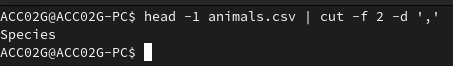 ACC02G@ACC02G-PC$ head -1 animals.csv | cut -f 2 -d ','
Species
ACC02G@ACC02G-PC$